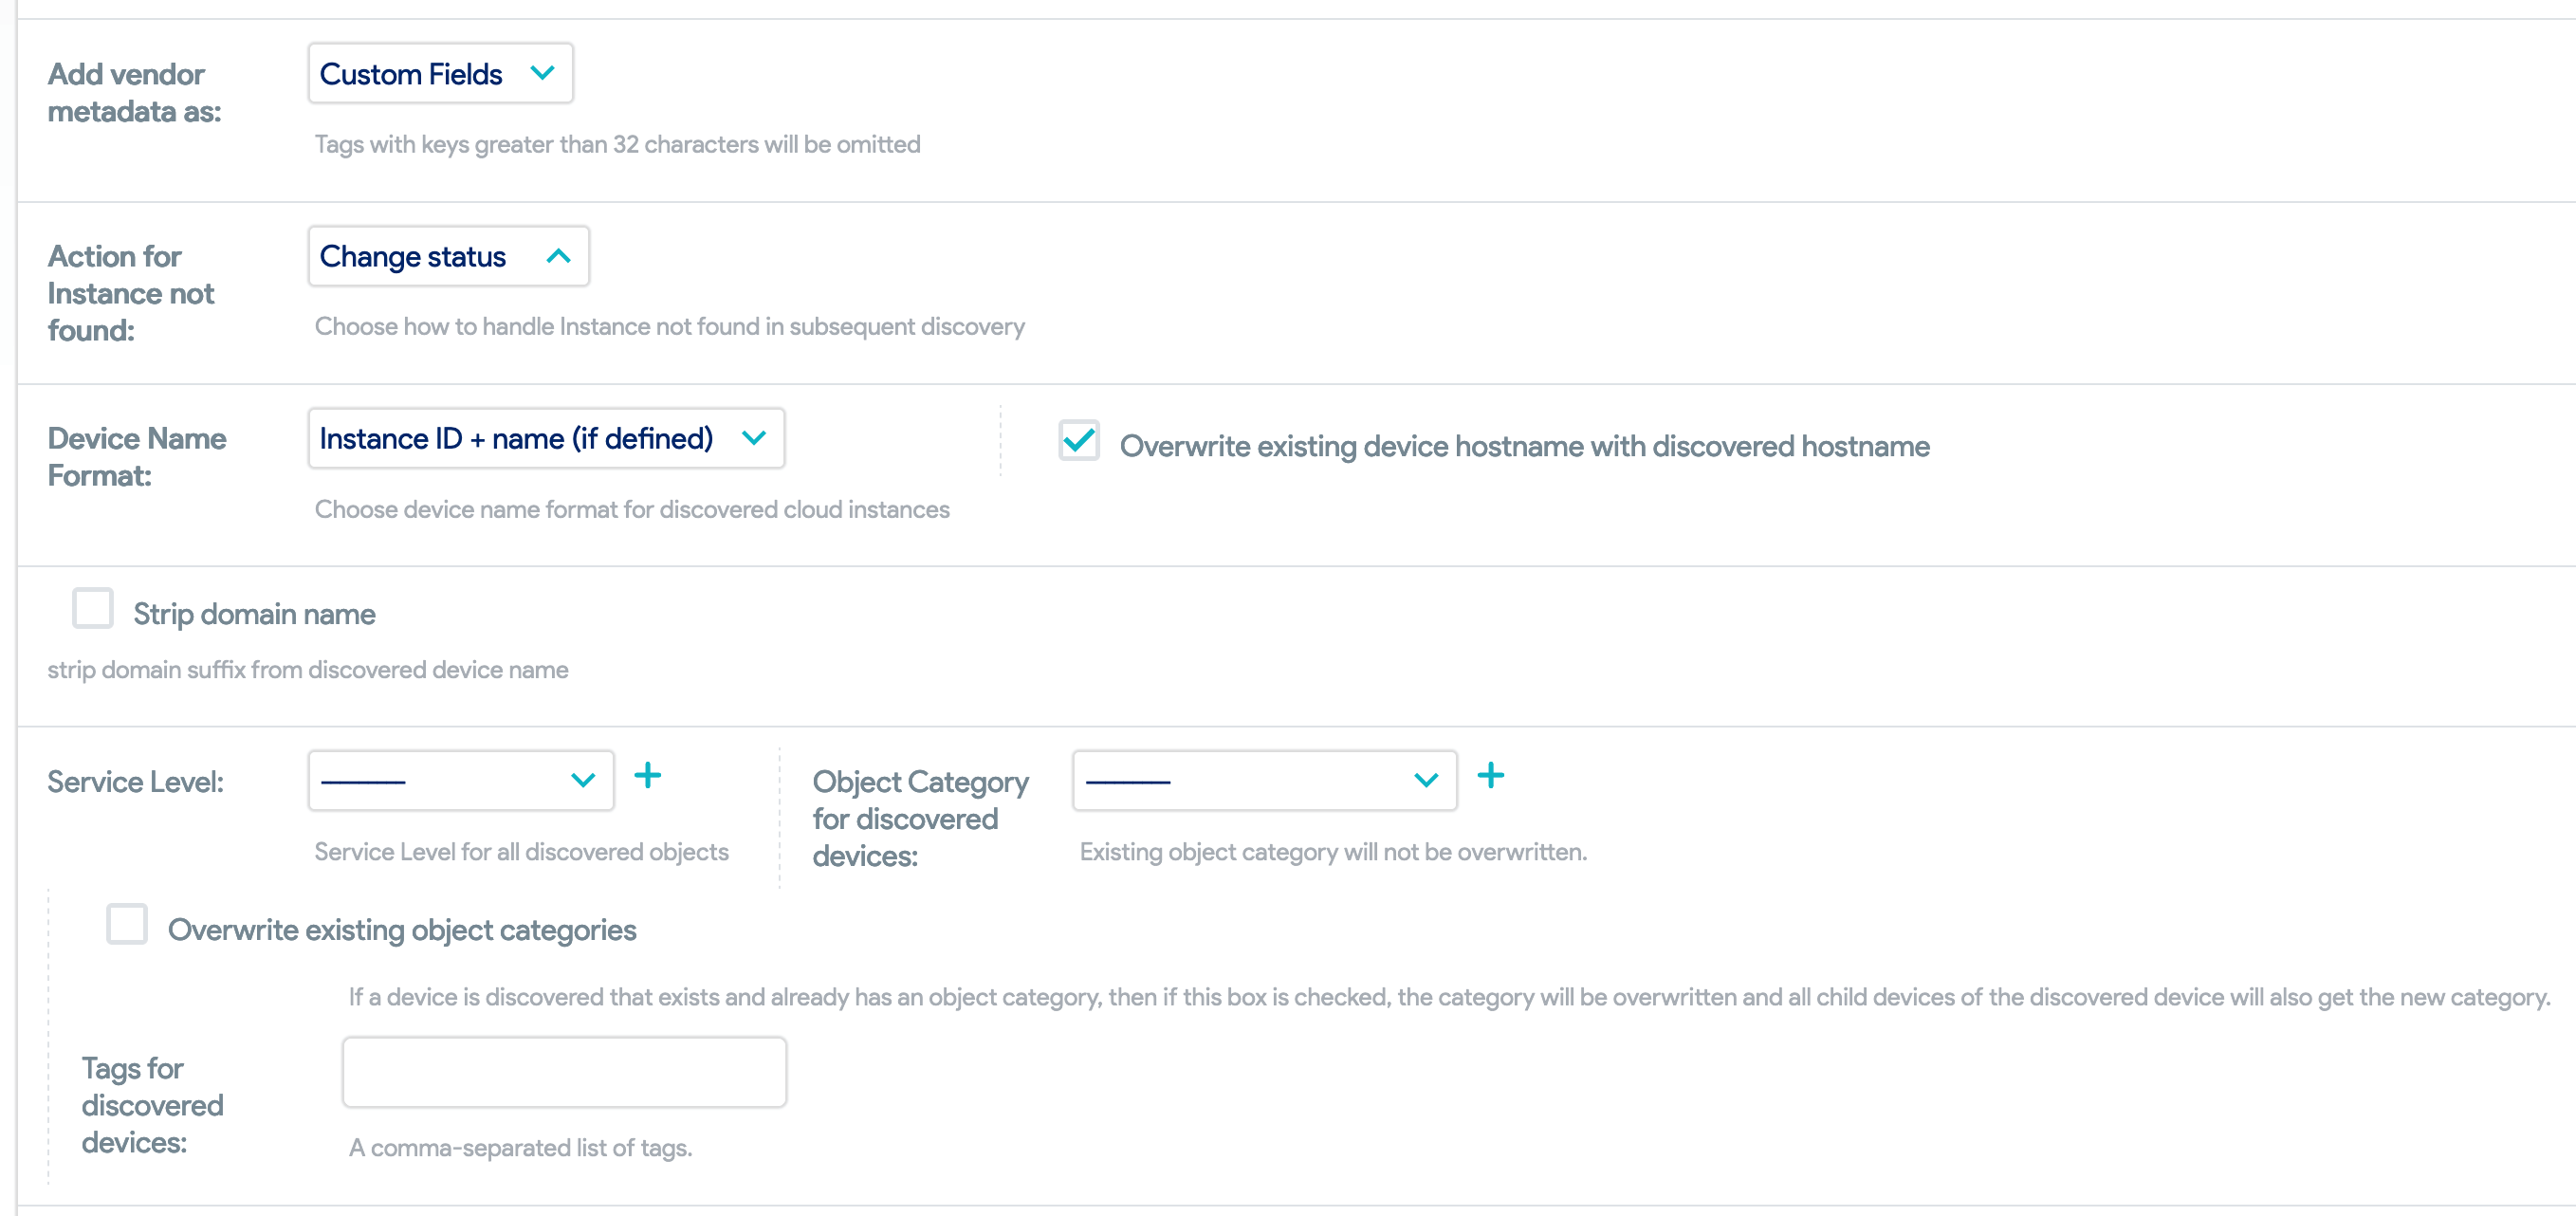 Add vendor
metadata as:
Custom Fields
Tags with keys greater than 32 characters will be omitted
Action for
Instance not
found:
Change status
Choose how to handle Instance not found in subsequent discovery
Device Name
Format:
Instance ID + name (if defined)
Choose device name format for discovered cloud instances
Overwrite existing device hostname with discovered hostname
Strip domain name
strip domain suffix from discovered device name
Service Level:
---------
Service Level for all discovered objects
Object Category
for discovered
devices:
---------
Existing object category will not be overwritten.
Overwrite existing object categories
If a device is discovered that exists and already has an object category, then if this box is checked, the category will be overwritten and all child devices of the discovered device will also get the new category.
Tags for
discovered
devices:
A comma-separated list of tags.